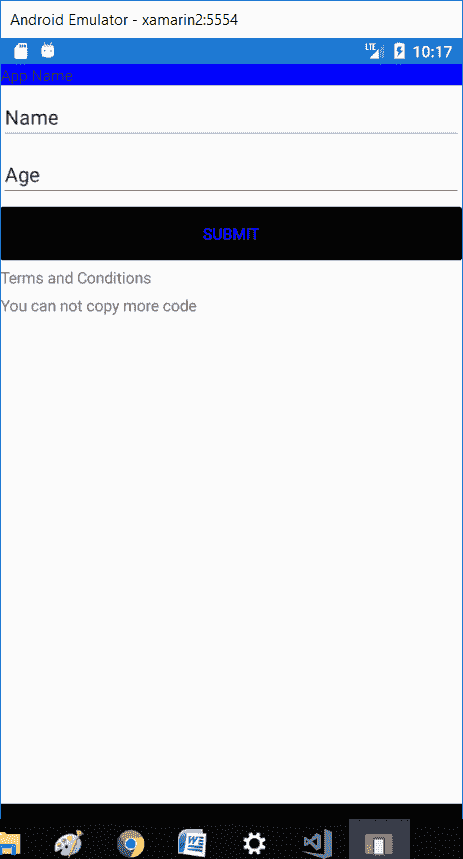 Android Emulator - xamarin2:5554
LTE 10:17
App Name
Name
Age
SUBMIT
Terms and Conditions
You can not copy more code